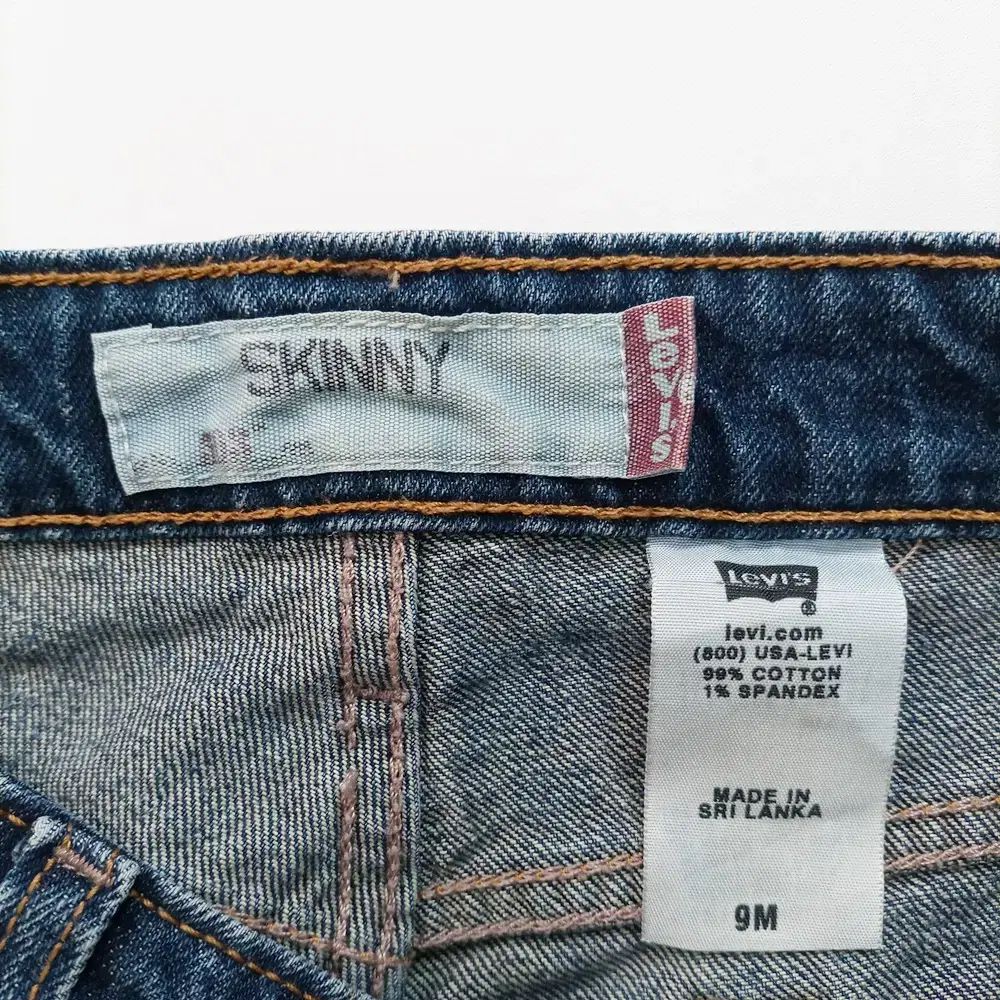 SKINNY
LEVI'S
Levi's
®
levi.com
(800) USA-LEVI
99% COTTON
1% SPANDEX
MADE IN
SRI LANKA
9M